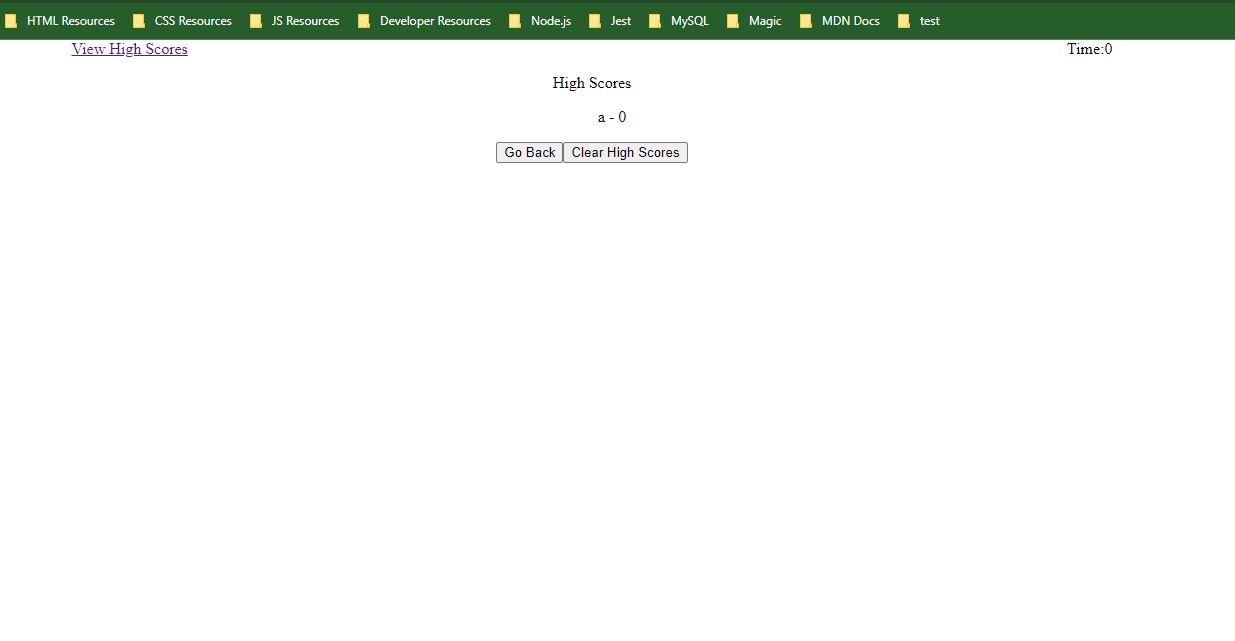 HTML Resources CSS Resources JS Resources Developer Resources Node.js Jest MySQL Magic MDN Docs test
View High Scores Time:0
High Scores
a - 0
Go Back Clear High Scores